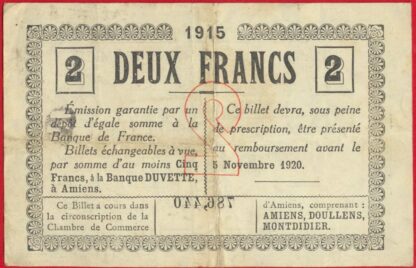 1915
2 DEUX FRANCS 2
Émission garantie par un
dépôt d'égale somme à la
Banque de France.
Billets échangeables à vue,
par somme d'au moins Cinq
Francs, à la Banque DUVETTE,
à Amiens.
Ce billet devra, sous peine
de prescription, être présenté
au remboursement avant le
5 Novembre 1920.
786,440
Ce Billet a cours dans la
circonscription de la
Chambre de Commerce
d'Amiens, comprenant :
AMIENS, DOULLENS,
MONTDIDIER.